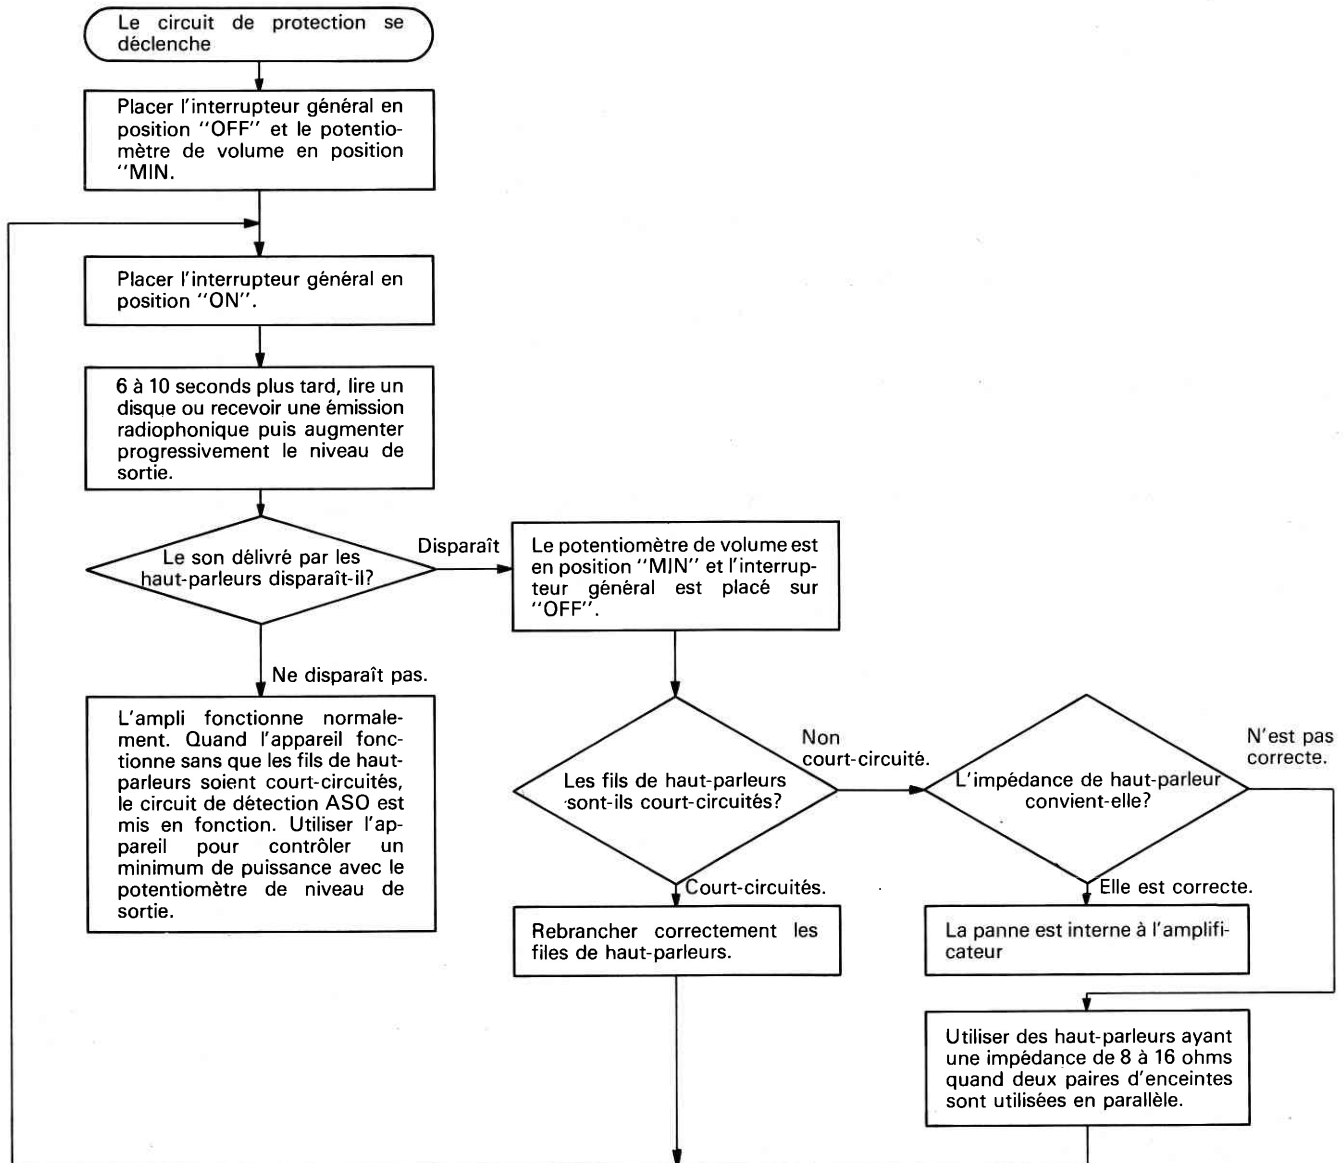 Le circuit de protection se
déclenche
Placer l'interrupteur général en
position "OFF" et le potentio-
mètre de volume en position
"MIN.
Placer l'interrupteur général en
position "ON".
6 à 10 seconds plus tard, lire un
disque ou recevoir une émission
radiophonique puis augmenter
progressivement le niveau de
sortie.
Le son délivré par les
haut-parleurs disparaît-il?
Disparaît
Le potentiomètre de volume est
en position "MIN" et l'interrup-
teur général est placé sur
"OFF".
Ne disparaît pas.
L'ampli fonctionne normale-
ment. Quand l'appareil fonc-
tionne sans que les fils de haut-
parleurs soient court-circuités,
le circuit de détection ASO est
mis en fonction. Utiliser l'ap-
pareil pour contrôler un
minimum de puissance avec le
potentiomètre de niveau de
sortie.
Les fils de haut-parleurs
sont-ils court-circuités?
Non
court-circuité.
L'impédance de haut-parleur
convient-elle?
N'est pas
correcte.
Court-circuités.
Rebrancher correctement les
files de haut-parleurs.
Elle est correcte.
La panne est interne à l'amplifi-
cateur
Utiliser des haut-parleurs ayant
une impédance de 8 à 16 ohms
quand deux paires d'enceintes
sont utilisées en parallèle.